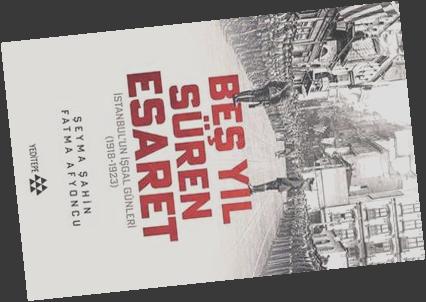 BEŞ YIL
SÜREN
ESARET
İSTANBUL'UN İŞGAL GÜNLERİ
(1918-1923)
ŞEYMA ŞAHİN
FATMA AFYONCU
YEDİTEPE